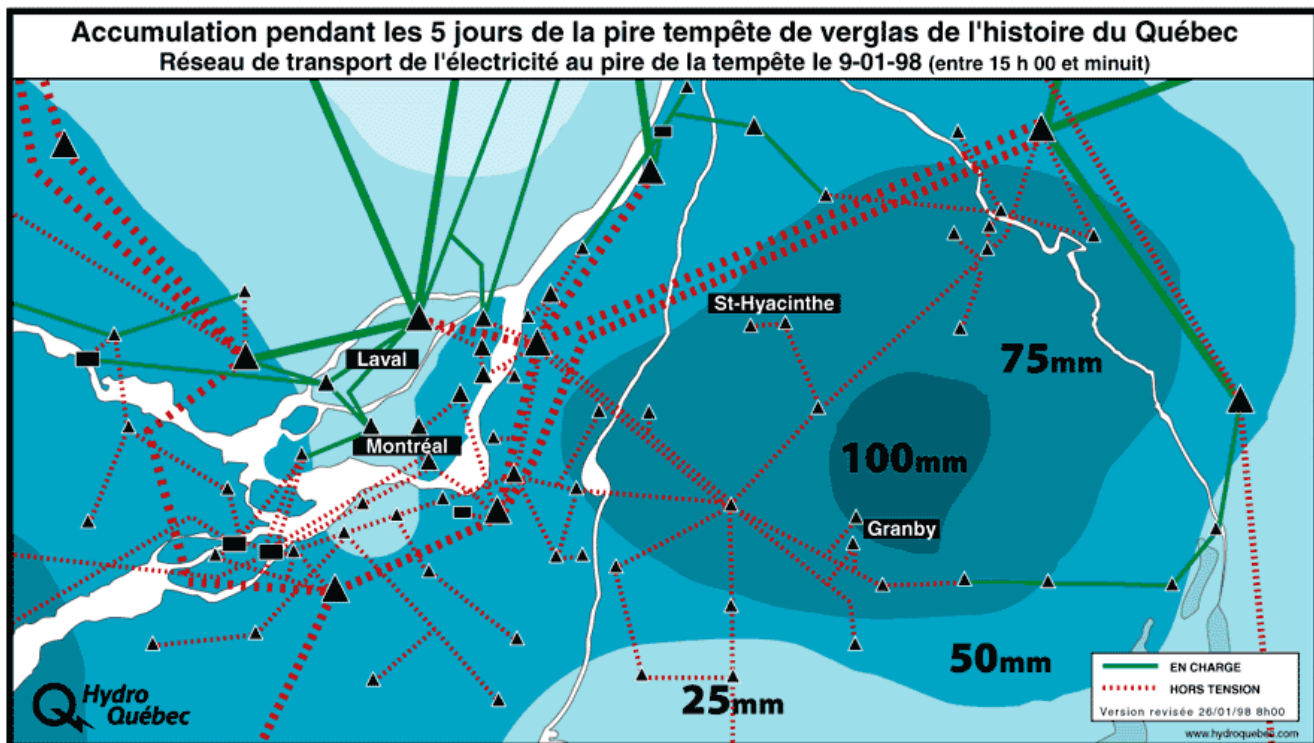 Accumulation pendant les 5 jours de la pire tempête de verglas de l'histoire du Québec
Réseau de transport de l'électricité au pire de la tempête le 9-01-98 (entre 15 h 00 et minuit)
St-Hyacinthe
Laval
75mm
Montréal
100mm
Granby
50mm
25mm
EN CHARGE
HORS TENSION
Version revisée 26/01/98 8h00
www.hydroquebec.com
Hydro
Québec